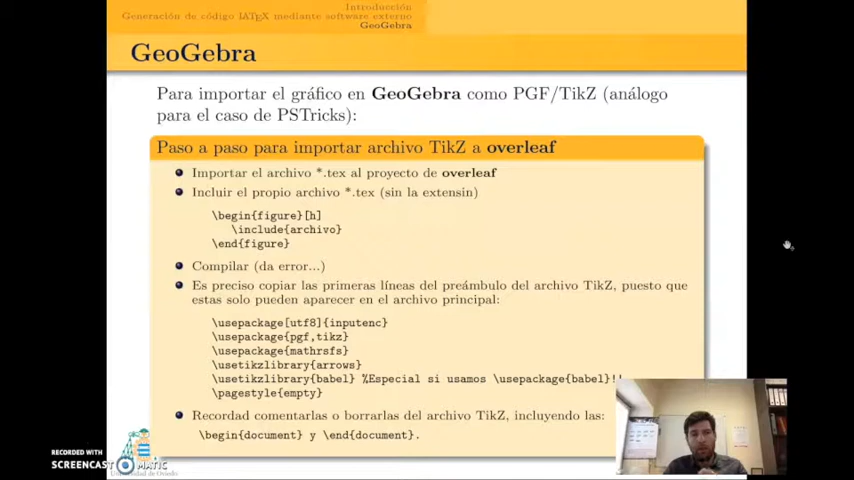 Introducción
Generación de código LATEX mediante software externo
GeoGebra
GeoGebra
Para importar el gráfico en GeoGebra como PGF/TikZ (análogo
para el caso de PSTricks):
Paso a paso para importar archivo TikZ a overleaf
Importar el archivo *.tex al proyecto de overleaf
Incluir el propio archivo *.tex (sin la extensin)
\begin{figure}[h]
\include{archivo}
\end{figure}
Compilar (da error...)
Es preciso copiar las primeras líneas del preámbulo del archivo TikZ, puesto que
estas solo pueden aparecer en el archivo principal:
\usepackage[utf8]{inputenc}
\usepackage{pgf,tikz}
\usepackage{mathrsfs}
\usetikzlibrary{arrows}
\usetikzlibrary{babel} %Especial si usamos \usepackage{babel}!!
\pagestyle{empty}
Recordad comentarlas o borrarlas del archivo TikZ, incluyendo las:
\begin{document} y \end{document}.
RECORDED WITH
SCREENCAST MATIC
Universidad de Oviedo